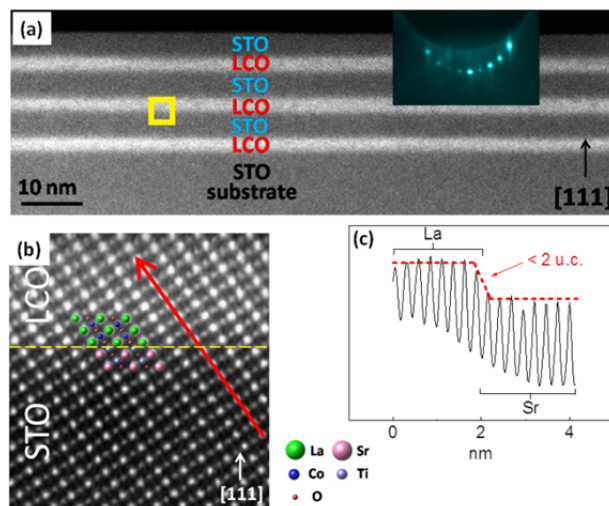 (a)
STO
LCO
STO
LCO
STO
LCO
STO
substrate
10 nm
[111]
(b)
LCO
STO
[111]
(c)
La
< 2 u.c.
Sr
0 2 4
nm
La Sr
Co Ti
O